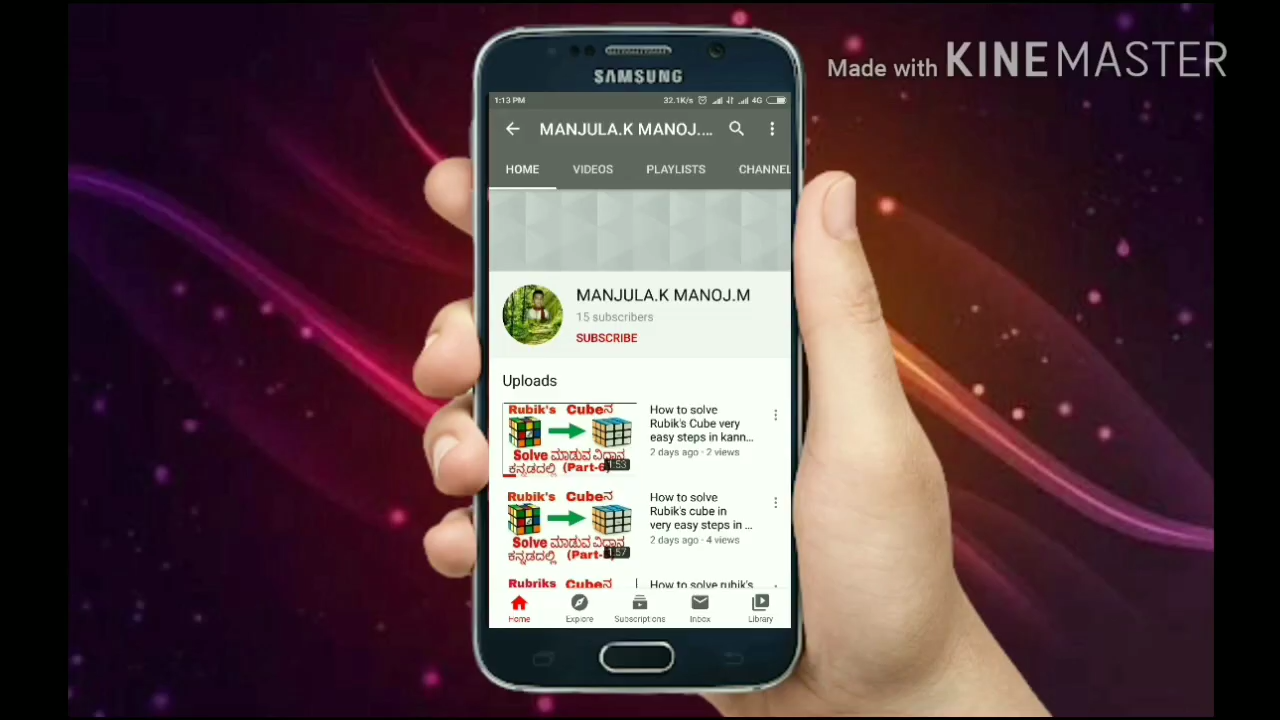 Made with KINEMASTER
SAMSUNG
1:13 PM 32.1K/s 4G
MANJULA.K MANOJ....
HOME VIDEOS PLAYLISTS CHANNEL
MANJULA.K MANOJ.M
15 subscribers
SUBSCRIBE
Uploads
Rubik's Cubeನ
Solve ಮಾಡುವ ವಿಧಾನ
ಕನ್ನಡದಲ್ಲಿ (Part-6)
1:53
How to solve
Rubik's Cube very
easy steps in kann...
2 days ago · 2 views
Rubik's Cubeನ
Solve ಮಾಡುವ ವಿಧಾನ
ಕನ್ನಡದಲ್ಲಿ (Part-
1:57
How to solve
Rubik's cube in
very easy steps in ...
2 days ago · 4 views
Rubriks Cubeನ
How to solve rubik's
Home Explore Subscriptions Inbox Library